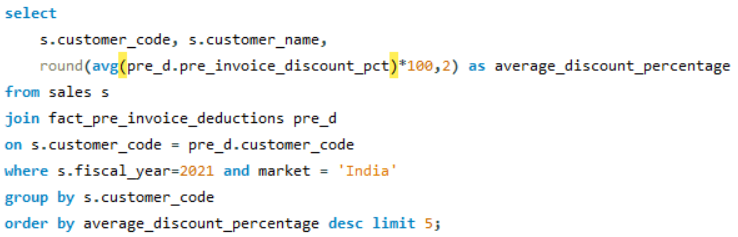 select
s.customer_code, s.customer_name,
round(avg(pre_d.pre_invoice_discount_pct)*100,2) as average_discount_percentage
from sales s
join fact_pre_invoice_deductions pre_d
on s.customer_code = pre_d.customer_code
where s.fiscal_year=2021 and market = 'India'
group by s.customer_code
order by average_discount_percentage desc limit 5;